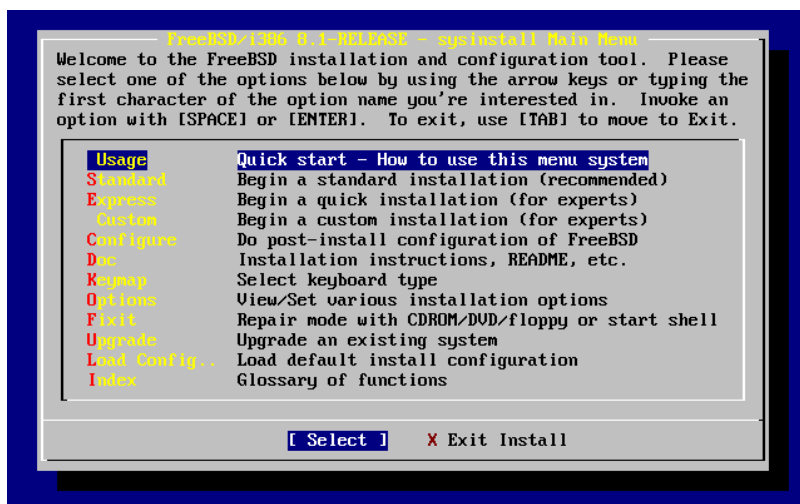 FreeBSD/i386 8.1-RELEASE - sysinstall Main Menu
Welcome to the FreeBSD installation and configuration tool.  Please
select one of the options below by using the arrow keys or typing the
first character of the option name you're interested in.  Invoke an
option with [SPACE] or [ENTER].  To exit, use [TAB] to move to Exit.
Usage Quick start - How to use this menu system
Standard Begin a standard installation (recommended)
Express Begin a quick installation (for experts)
Custom Begin a custom installation (for experts)
Configure Do post-install configuration of FreeBSD
Doc Installation instructions, README, etc.
Keymap Select keyboard type
Options View/Set various installation options
Fixit Repair mode with CDROM/DVD/floppy or start shell
Upgrade Upgrade an existing system
Load Config.. Load default install configuration
Index Glossary of functions
[ Select ] X Exit Install